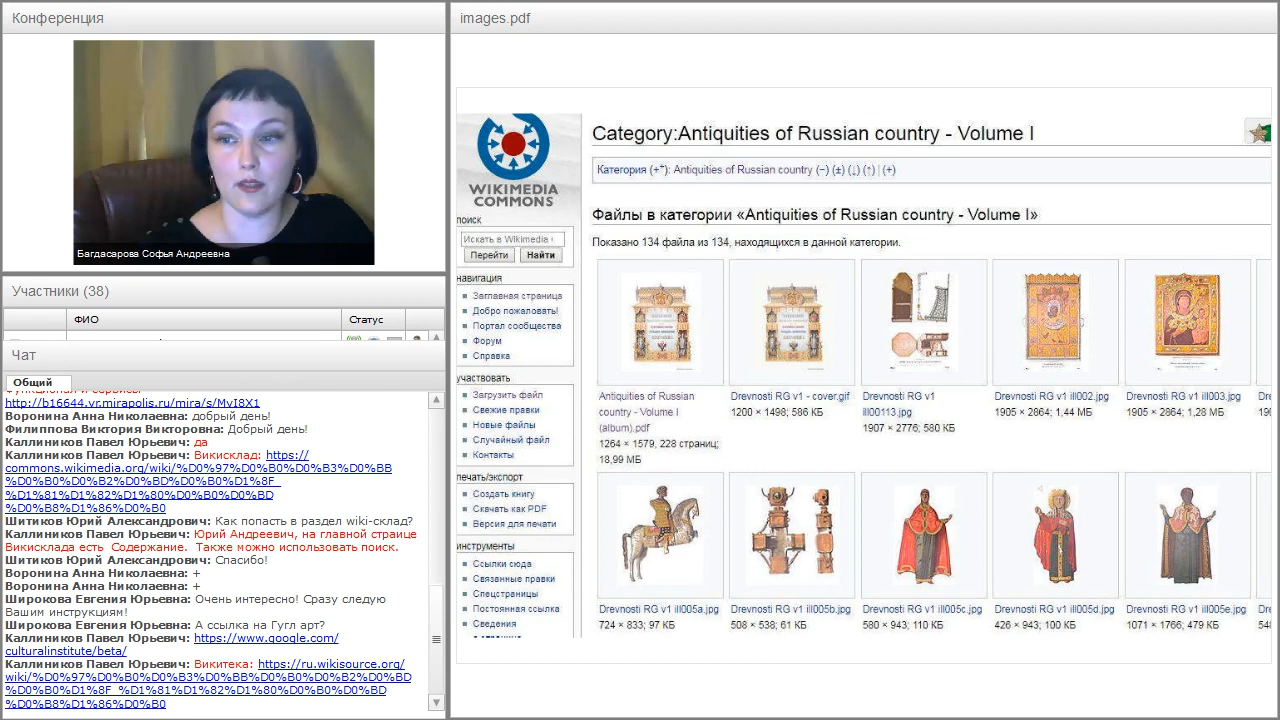 Конференция
Багдасарова Софья Андреевна
Участники (38)
ФИО
Статус
Чат
Общий
http://b16644.vr.mirapolis.ru/mira/s/MvI8X1
Воронина Анна Николаевна: добрый день!
Филиппова Виктория Викторовна: Добрый день!
Каллиников Павел Юрьевич: да
Каллиников Павел Юрьевич: Викисклад: https://
commons.wikimedia.org/wiki/%D0%97%D0%B0%D0%B3%D0%BB
%D0%B0%D0%B2%D0%BD%D0%B0%D1%8F_
%D1%81%D1%82%D1%80%D0%B0%D0%BD
%D0%B8%D1%86%D0%B0
Шитиков Юрий Александрович: Как попасть в раздел wiki-склад?
Каллиников Павел Юрьевич: Юрий Андреевич, на главной страице
Викисклада есть Содержание. Также можно использовать поиск.
Шитиков Юрий Александрович: Спасибо!
Воронина Анна Николаевна: +
Воронина Анна Николаевна: +
Широкова Евгения Юрьевна: Очень интересно! Сразу следую
Вашим инструкциям!
Широкова Евгения Юрьевна: А ссылка на Гугл арт?
Каллиников Павел Юрьевич: https://www.google.com/
culturalinstitute/beta/
Каллиников Павел Юрьевич: Викитека: https://ru.wikisource.org/
wiki/%D0%97%D0%B0%D0%B3%D0%BB%D0%B0%D0%B2%D0%BD
%D0%B0%D1%8F_%D1%81%D1%82%D1%80%D0%B0%D0%BD
%D0%B8%D1%86%D0%B0
images.pdf
WIKIMEDIA
COMMONS
поиск
Искать в Wikimedia
Перейти
Найти
навигация
Заглавная страница
Добро пожаловать!
Портал сообщества
Форум
Справка
участвовать
Загрузить файл
Свежие правки
Новые файлы
Случайный файл
Контакты
печать/экспорт
Создать книгу
Скачать как PDF
Версия для печати
инструменты
Ссылки сюда
Связанные правки
Спецстраницы
Постоянная ссылка
Сведения
Category:Antiquities of Russian country - Volume I
Категория (+⁺): Antiquities of Russian country (−) (±) (↓) (↑) | (+)
Файлы в категории «Antiquities of Russian country - Volume I»
Показано 134 файла из 134, находящихся в данной категории.
Antiquities of Russian
country - Volume I
(album).pdf
1264 × 1579, 228 страниц;
18,99 МБ
Drevnosti RG v1 - cover.gif
1200 × 1498; 586 КБ
Drevnosti RG v1
ill00113.jpg
1907 × 2776; 580 КБ
Drevnosti RG v1 ill002.jpg
1905 × 2864; 1,44 МБ
Drevnosti RG v1 ill003.jpg
1905 × 2864; 1,28 МБ
Drevnosti RG v1 ill005a.jpg
724 × 833; 97 КБ
Drevnosti RG v1 ill005b.jpg
508 × 538; 61 КБ
Drevnosti RG v1 ill005c.jpg
580 × 943; 110 КБ
Drevnosti RG v1 ill005d.jpg
426 × 943; 100 КБ
Drevnosti RG v1 ill005e.jpg
1071 × 1766; 479 КБ